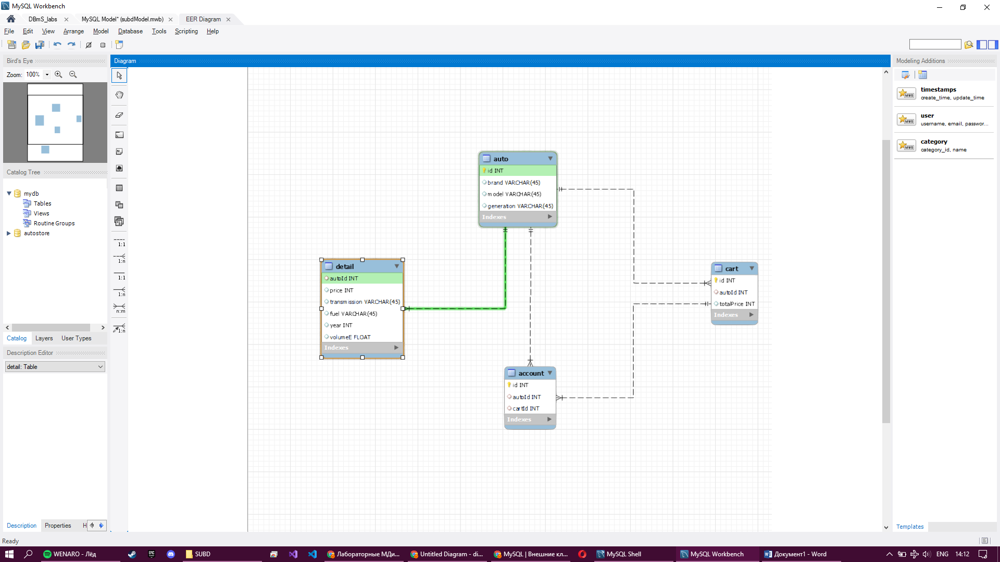 MySQL Workbench
DBmS_labs
MySQL Model* (subdModel.mwb)
EER Diagram
File Edit View Arrange Model Database Tools Scripting Help
Bird's Eye
Zoom: 100%
Catalog Tree
mydb
Tables
Views
Routine Groups
autostore
Catalog Layers User Types
Description Editor
detail: Table
Description Properties H
Diagram
1:1
1:n
1:1
1:n
n:m
1:n
auto
id INT
brand VARCHAR(45)
model VARCHAR(45)
generation VARCHAR(45)
Indexes
detail
autoId INT
price INT
transmission VARCHAR(45)
fuel VARCHAR(45)
year INT
volumeE FLOAT
Indexes
cart
id INT
autoId INT
totalPrice INT
Indexes
account
id INT
autoId INT
cartId INT
Indexes
Modeling Additions
MWB
timestamps
create_time, update_time
MWB
user
username, email, passwor...
MWB
category
category_id, name
Templates
Ready
WENARO - Лёд
EPIC
SUBD
Лабораторные МДи...
Untitled Diagram - di...
MySQL | Внешние кл...
MySQL Shell
MySQL Workbench
Документ1 - Word
ENG
14:12